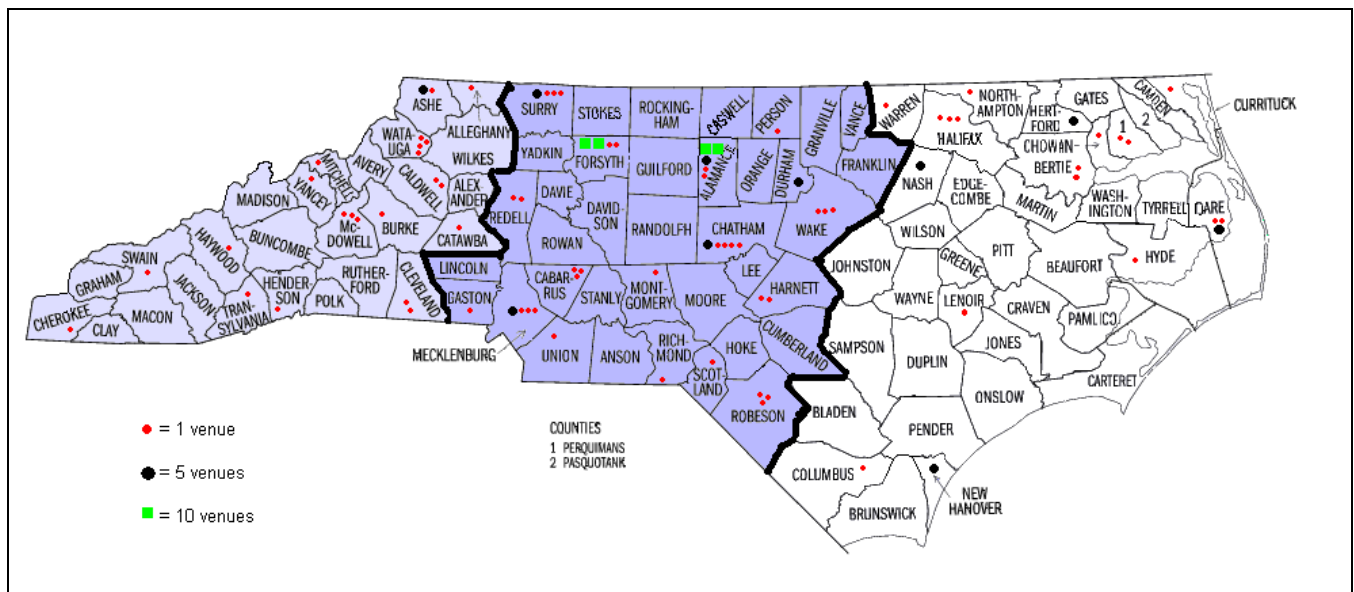 ASHE
ALLEGHANY
SURRY
STOKES
ROCKING-
HAM
CASWELL
PERSON
GRANVILLE
VANCE
WARREN
NORTH-
AMPTON
HALIFAX
HERT-
FORD
GATES
CAMDEN
CURRITUCK
1
2
CHOWAN
BERTIE
WATA-
UGA
WILKES
YADKIN
FORSYTH
GUILFORD
ALAMANCE
ORANGE
DURHAM
FRANKLIN
NASH
EDGE-
COMBE
MARTIN
WASH-
INGTON
TYRRELL
DARE
MITCHELL
AVERY
CALDWELL
ALEX-
ANDER
YANCEY
MADISON
IREDELL
DAVIE
DAVID-
SON
RANDOLFH
CHATHAM
WAKE
WILSON
PITT
BEAUFORT
HYDE
HAYWOOD
BUNCOMBE
Mc-
DOWELL
BURKE
CATAWBA
ROWAN
LEE
JOHNSTON
GREENE
SWAIN
GRAHAM
JACKSON
HENDER-
SON
RUTHER-
FORD
CLEVELAND
LINCOLN
GASTON
CABAR-
RUS
STANLY
MONT-
GOMERY
MOORE
HARNETT
WAYNE
LENOIR
CRAVEN
PAMLICO
CHEROKEE
CLAY
MACON
TRAN-
SYLVANIA
POLK
MECKLENBURG
UNION
ANSON
RICH-
MOND
SCOT-
LAND
HOKE
CUMBERLAND
SAMPSON
DUPLIN
JONES
ONSLOW
CARTERET
ROBESON
BLADEN
PENDER
COLUMBUS
BRUNSWICK
NEW
HANOVER
COUNTIES
1 PERQUIMANS
2 PASQUOTANK
= 1 venue
= 5 venues
= 10 venues